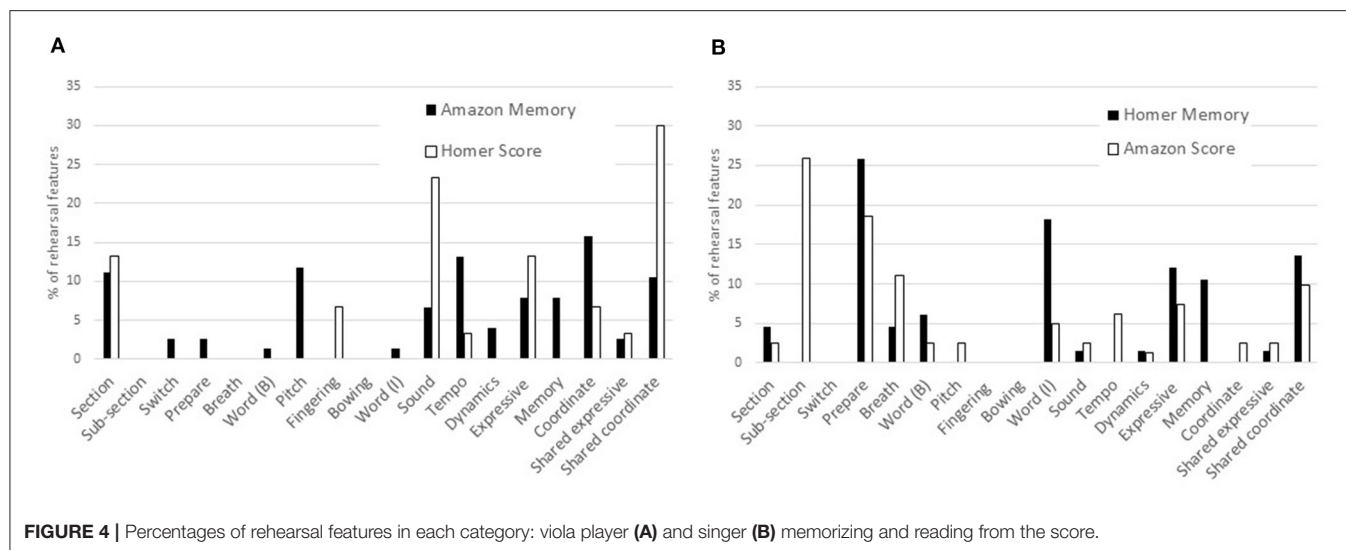 A
35
30
25
20
15
10
5
0
% of rehearsal features
Amazon Memory
Homer Score
Section
Sub-section
Switch
Prepare
Breath
Word (B)
Pitch
Fingering
Bowing
Word (I)
Sound
Tempo
Dynamics
Expressive
Memory
Coordinate
Shared expressive
Shared coordinate
B
35
30
25
20
15
10
5
0
% of rehearsal features
Homer Memory
Amazon Score
Section
Sub-section
Switch
Prepare
Breath
Word (B)
Pitch
Fingering
Bowing
Word (I)
Sound
Tempo
Dynamics
Expressive
Memory
Coordinate
Shared expressive
Shared coordinate
FIGURE 4 | Percentages of rehearsal features in each category: viola player (A) and singer (B) memorizing and reading from the score.